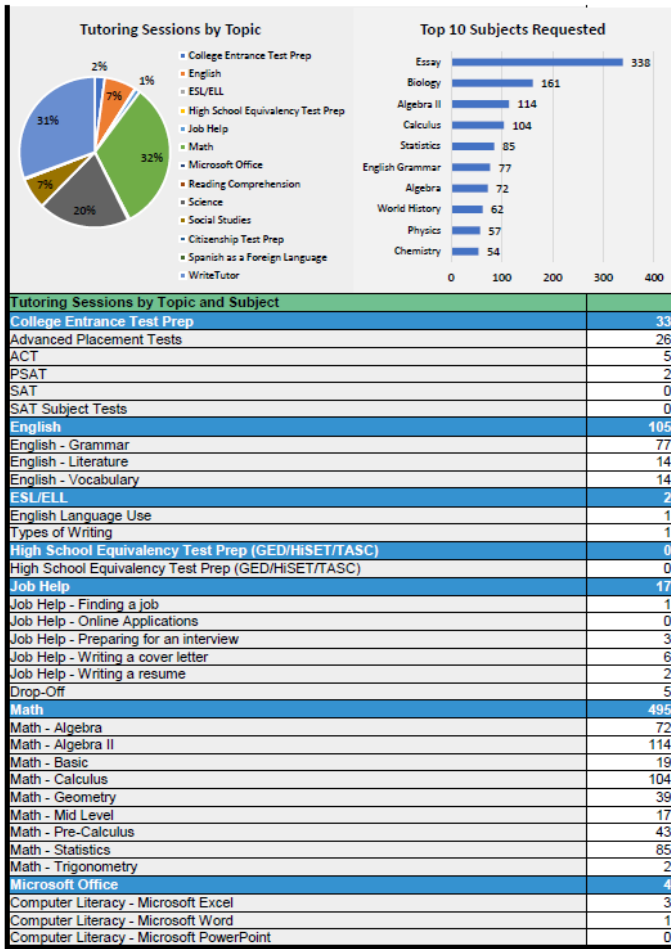 Tutoring Sessions by Topic
2%
7%
1%
32%
20%
7%
31%
College Entrance Test Prep
English
ESL/ELL
High School Equivalency Test Prep
Job Help
Math
Microsoft Office
Reading Comprehension
Science
Social Studies
Citizenship Test Prep
Spanish as a Foreign Language
WriteTutor
Top 10 Subjects Requested
Essay 338
Biology 161
Algebra II 114
Calculus 104
Statistics 85
English Grammar 77
Algebra 72
World History 62
Physics 57
Chemistry 54
0 100 200 300 400
Tutoring Sessions by Topic and Subject
College Entrance Test Prep 33
Advanced Placement Tests 26
ACT 5
PSAT 2
SAT 0
SAT Subject Tests 0
English 105
English - Grammar 77
English - Literature 14
English - Vocabulary 14
ESL/ELL 2
English Language Use 1
Types of Writing 1
High School Equivalency Test Prep (GED/HiSET/TASC) 0
High School Equivalency Test Prep (GED/HiSET/TASC) 0
Job Help 17
Job Help - Finding a job 1
Job Help - Online Applications 0
Job Help - Preparing for an interview 3
Job Help - Writing a cover letter 6
Job Help - Writing a resume 2
Drop-Off 5
Math 495
Math - Algebra 72
Math - Algebra II 114
Math - Basic 19
Math - Calculus 104
Math - Geometry 39
Math - Mid Level 17
Math - Pre-Calculus 43
Math - Statistics 85
Math - Trigonometry 2
Microsoft Office 4
Computer Literacy - Microsoft Excel 3
Computer Literacy - Microsoft Word 1
Computer Literacy - Microsoft PowerPoint 0